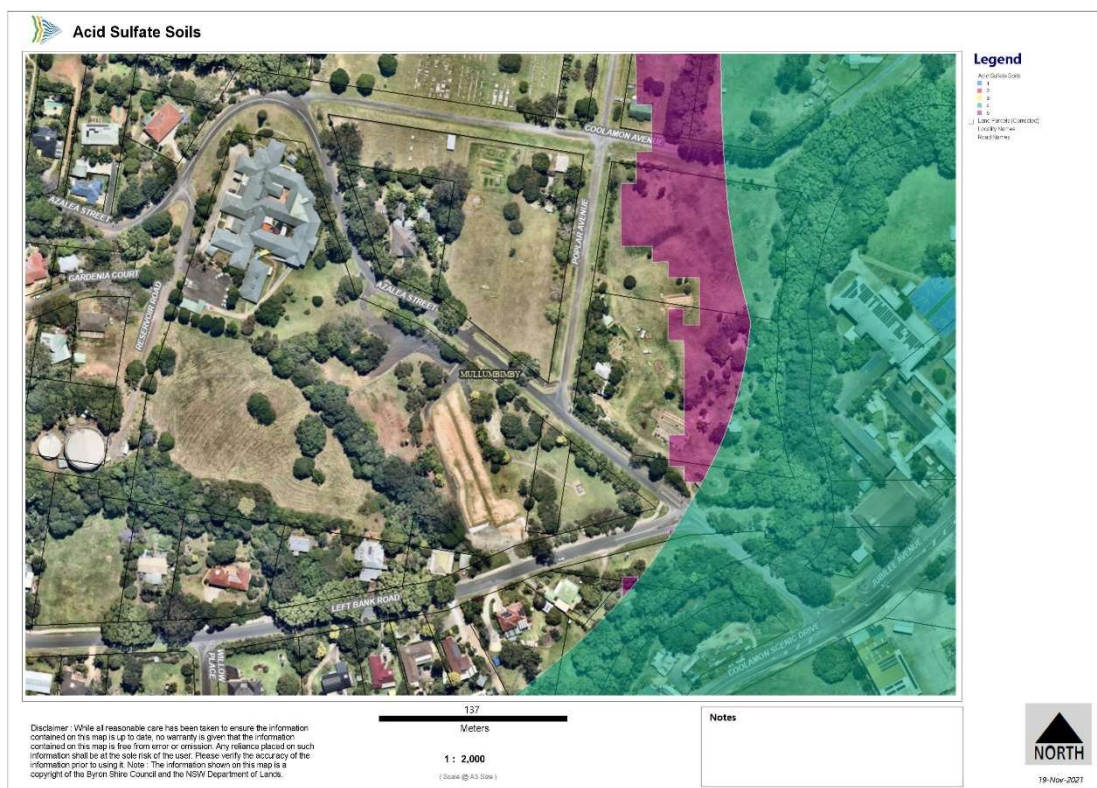 Acid Sulfate Soils
Legend
Acid Sulfate Soils
1
2
3
4
5
Land Parcels (Corrected)
Locality Names
Road Names
COOLAMON AVENUE
AZALEA STREET
GARDENIA COURT
RESERVOIR ROAD
POPLAR AVENUE
AZALEA STREET
MULLUMBIMBY
LEFT BANK ROAD
WILLOW
PLACE
JUBILEE AVENUE
COOLAMON SCENIC DRIVE
Disclaimer : While all reasonable care has been taken to ensure the information
contained on this map is up to date, no warranty is given that the information
contained on this map is free from error or omission. Any reliance placed on such
information shall be at the sole risk of the user. Please verify the accuracy of the
information prior to using it. Note : The information shown on this map is a
copyright of the Byron Shire Council and the NSW Department of Lands.
137
Meters
1 : 2,000
( Scale @ A3 Size )
Notes
NORTH
19-Nov-2021